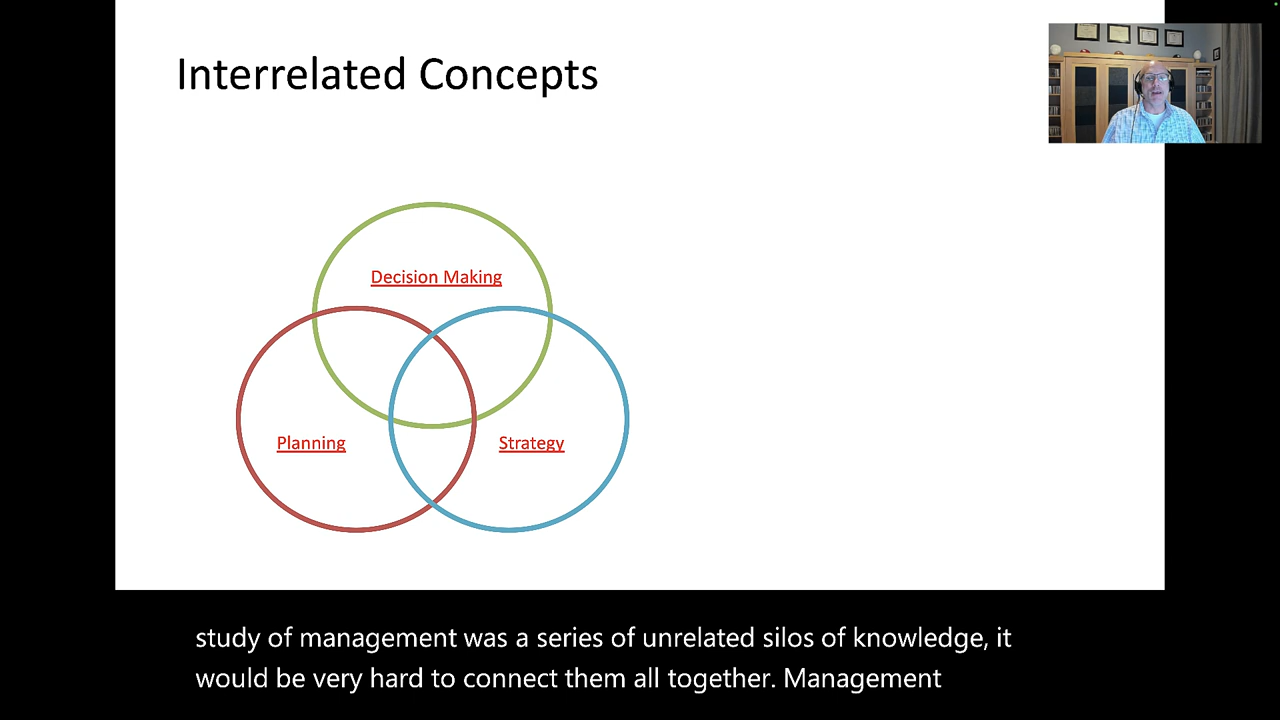 Interrelated Concepts
Decision Making
Planning
Strategy
study of management was a series of unrelated silos of knowledge, it
would be very hard to connect them all together. Management